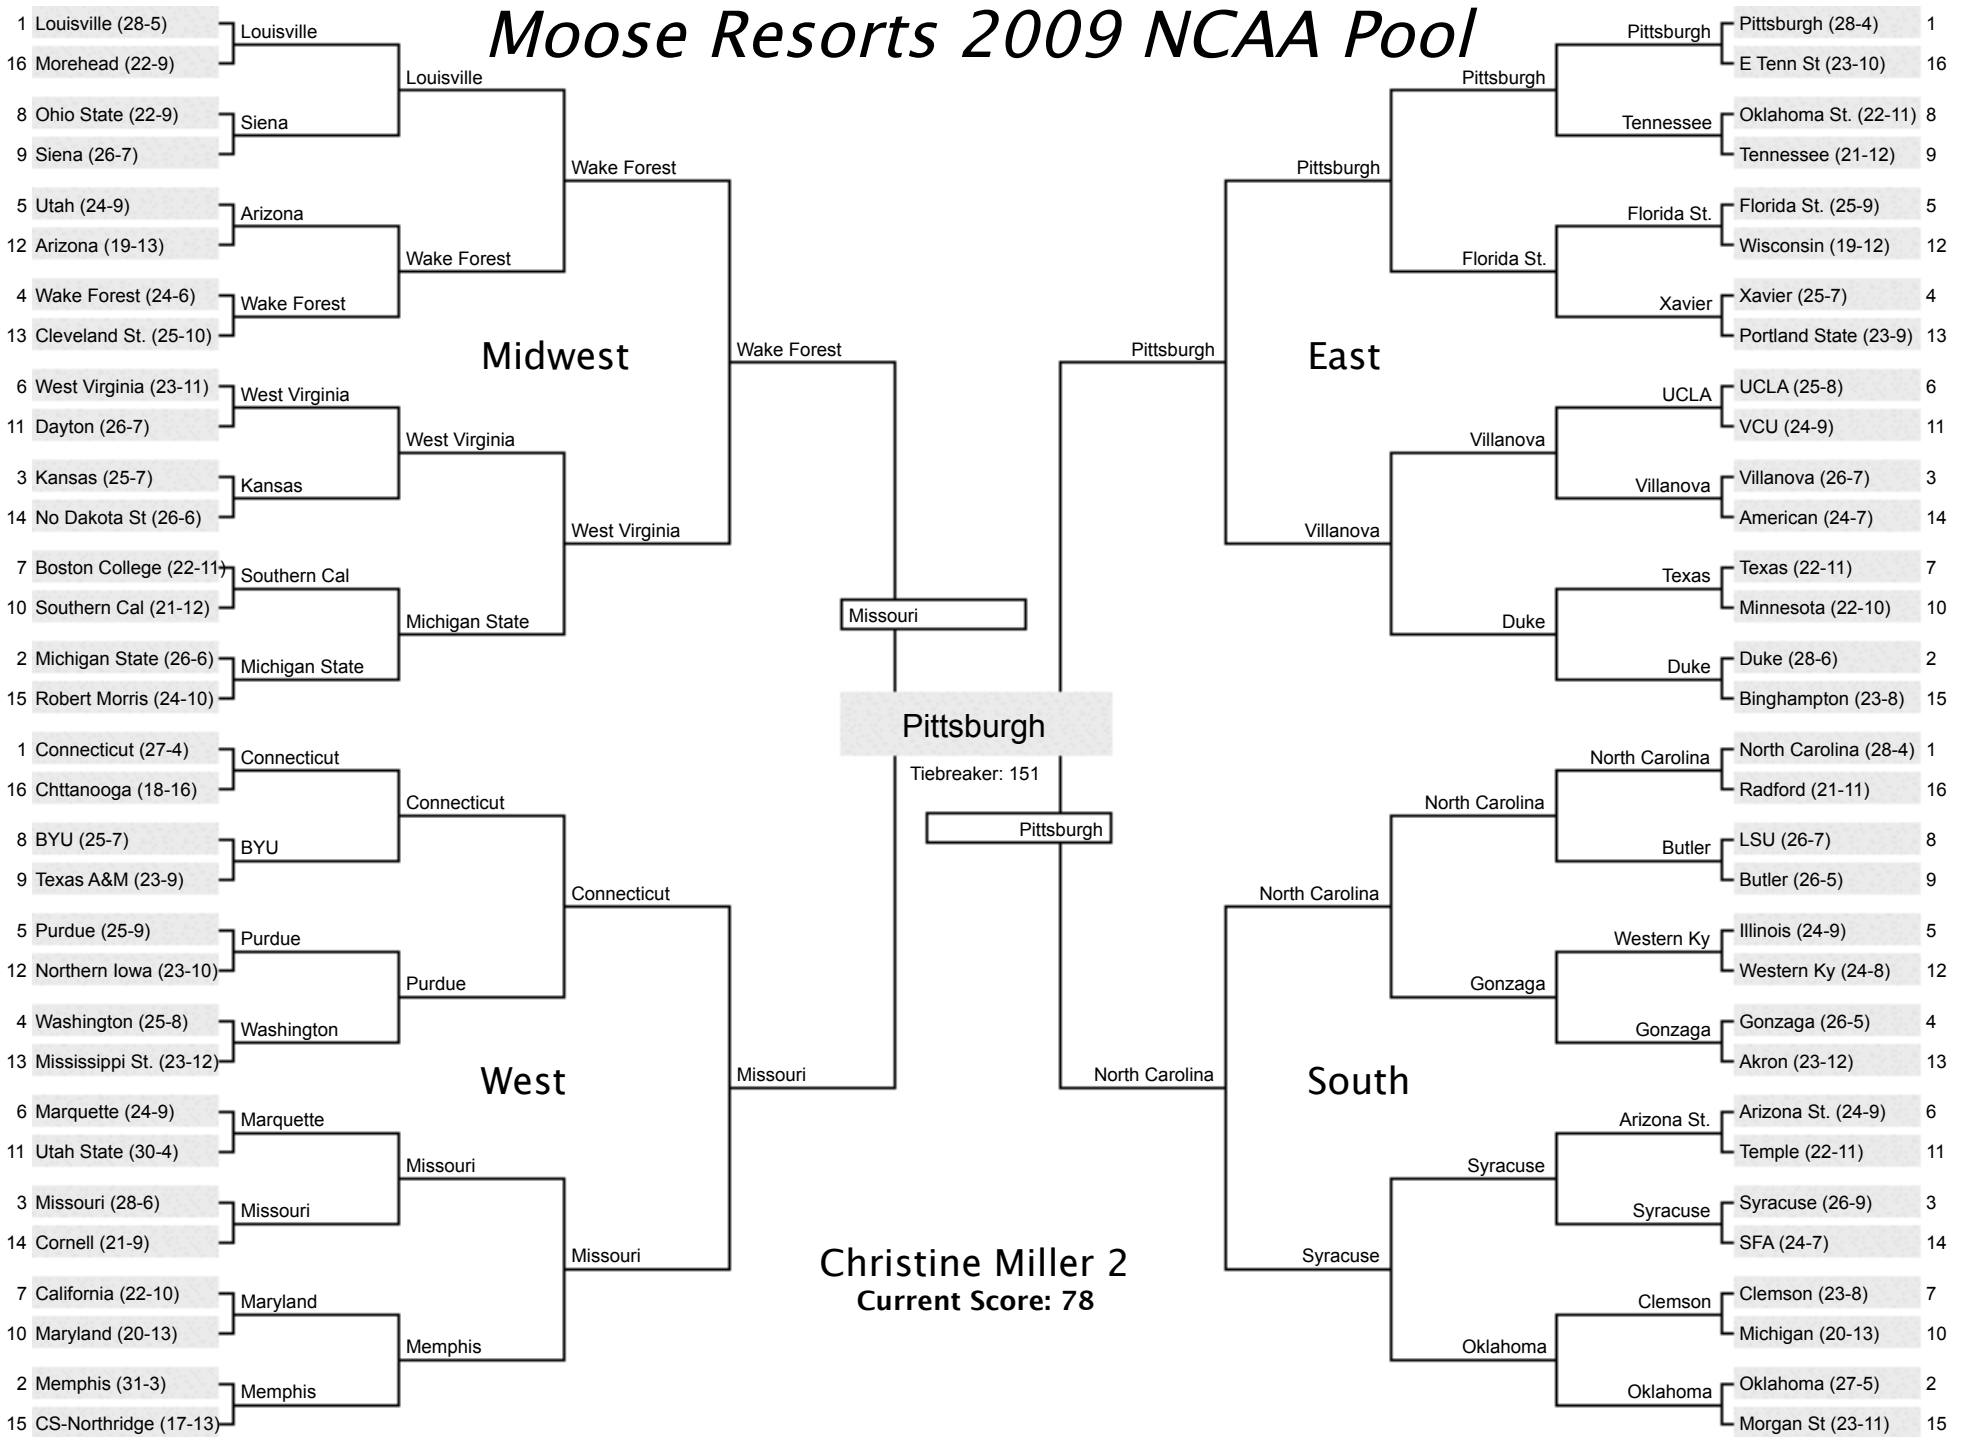 Moose Resorts 2009 NCAA Pool
1 Louisville (28-5)
16 Morehead (22-9)
8 Ohio State (22-9)
9 Siena (26-7)
5 Utah (24-9)
12 Arizona (19-13)
4 Wake Forest (24-6)
13 Cleveland St. (25-10)
6 West Virginia (23-11)
11 Dayton (26-7)
3 Kansas (25-7)
14 No Dakota St (26-6)
7 Boston College (22-11)
10 Southern Cal (21-12)
2 Michigan State (26-6)
15 Robert Morris (24-10)
Louisville
Siena
Arizona
Wake Forest
West Virginia
Kansas
Southern Cal
Michigan State
Louisville
Wake Forest
West Virginia
Michigan State
Wake Forest
West Virginia
Midwest
Wake Forest
1 Connecticut (27-4)
16 Chttanooga (18-16)
8 BYU (25-7)
9 Texas A&M (23-9)
5 Purdue (25-9)
12 Northern Iowa (23-10)
4 Washington (25-8)
13 Mississippi St. (23-12)
6 Marquette (24-9)
11 Utah State (30-4)
3 Missouri (28-6)
14 Cornell (21-9)
7 California (22-10)
10 Maryland (20-13)
2 Memphis (31-3)
15 CS-Northridge (17-13)
Connecticut
BYU
Purdue
Washington
Marquette
Missouri
Maryland
Memphis
Connecticut
Purdue
Missouri
Memphis
Connecticut
Missouri
West
Missouri
Missouri
Pittsburgh
Tiebreaker: 151
Pittsburgh
Christine Miller 2
Current Score: 78
Pittsburgh (28-4) 1
E Tenn St (23-10) 16
Oklahoma St. (22-11) 8
Tennessee (21-12) 9
Florida St. (25-9) 5
Wisconsin (19-12) 12
Xavier (25-7) 4
Portland State (23-9) 13
UCLA (25-8) 6
VCU (24-9) 11
Villanova (26-7) 3
American (24-7) 14
Texas (22-11) 7
Minnesota (22-10) 10
Duke (28-6) 2
Binghampton (23-8) 15
Pittsburgh
Tennessee
Florida St.
Xavier
UCLA
Villanova
Texas
Duke
Pittsburgh
Florida St.
Villanova
Duke
Pittsburgh
Villanova
East
Pittsburgh
North Carolina (28-4) 1
Radford (21-11) 16
LSU (26-7) 8
Butler (26-5) 9
Illinois (24-9) 5
Western Ky (24-8) 12
Gonzaga (26-5) 4
Akron (23-12) 13
Arizona St. (24-9) 6
Temple (22-11) 11
Syracuse (26-9) 3
SFA (24-7) 14
Clemson (23-8) 7
Michigan (20-13) 10
Oklahoma (27-5) 2
Morgan St (23-11) 15
North Carolina
Butler
Western Ky
Gonzaga
Arizona St.
Syracuse
Clemson
Oklahoma
North Carolina
Gonzaga
Syracuse
Oklahoma
North Carolina
Syracuse
South
North Carolina